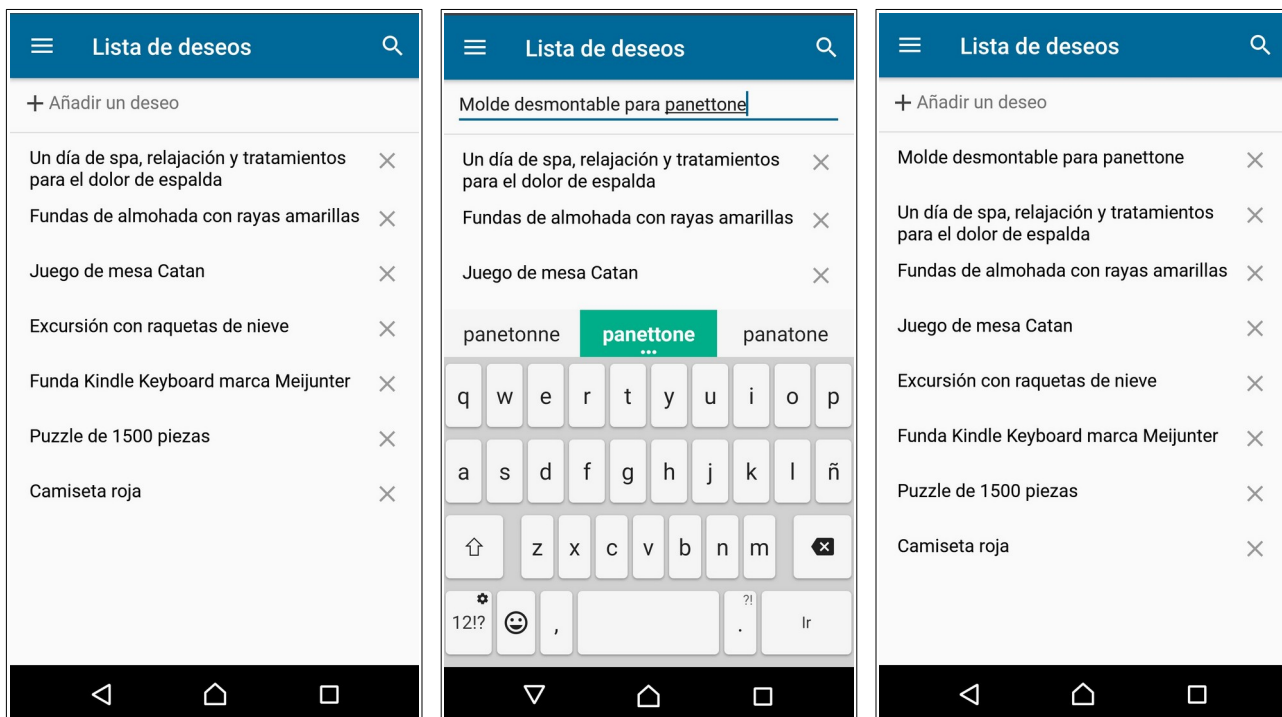 Lista de deseos
+ Añadir un deseo
Un día de spa, relajación y tratamientos
para el dolor de espalda
Fundas de almohada con rayas amarillas
Juego de mesa Catan
Excursión con raquetas de nieve
Funda Kindle Keyboard marca Meijunter
Puzzle de 1500 piezas
Camiseta roja
Lista de deseos
Molde desmontable para panettone
Un día de spa, relajación y tratamientos
para el dolor de espalda
Fundas de almohada con rayas amarillas
Juego de mesa Catan
panetonne panettone panatone
q w e r t y u i o p
a s d f g h j k l ñ
z x c v b n m
12!? , ?! . Ir
Lista de deseos
+ Añadir un deseo
Molde desmontable para panettone
Un día de spa, relajación y tratamientos
para el dolor de espalda
Fundas de almohada con rayas amarillas
Juego de mesa Catan
Excursión con raquetas de nieve
Funda Kindle Keyboard marca Meijunter
Puzzle de 1500 piezas
Camiseta roja